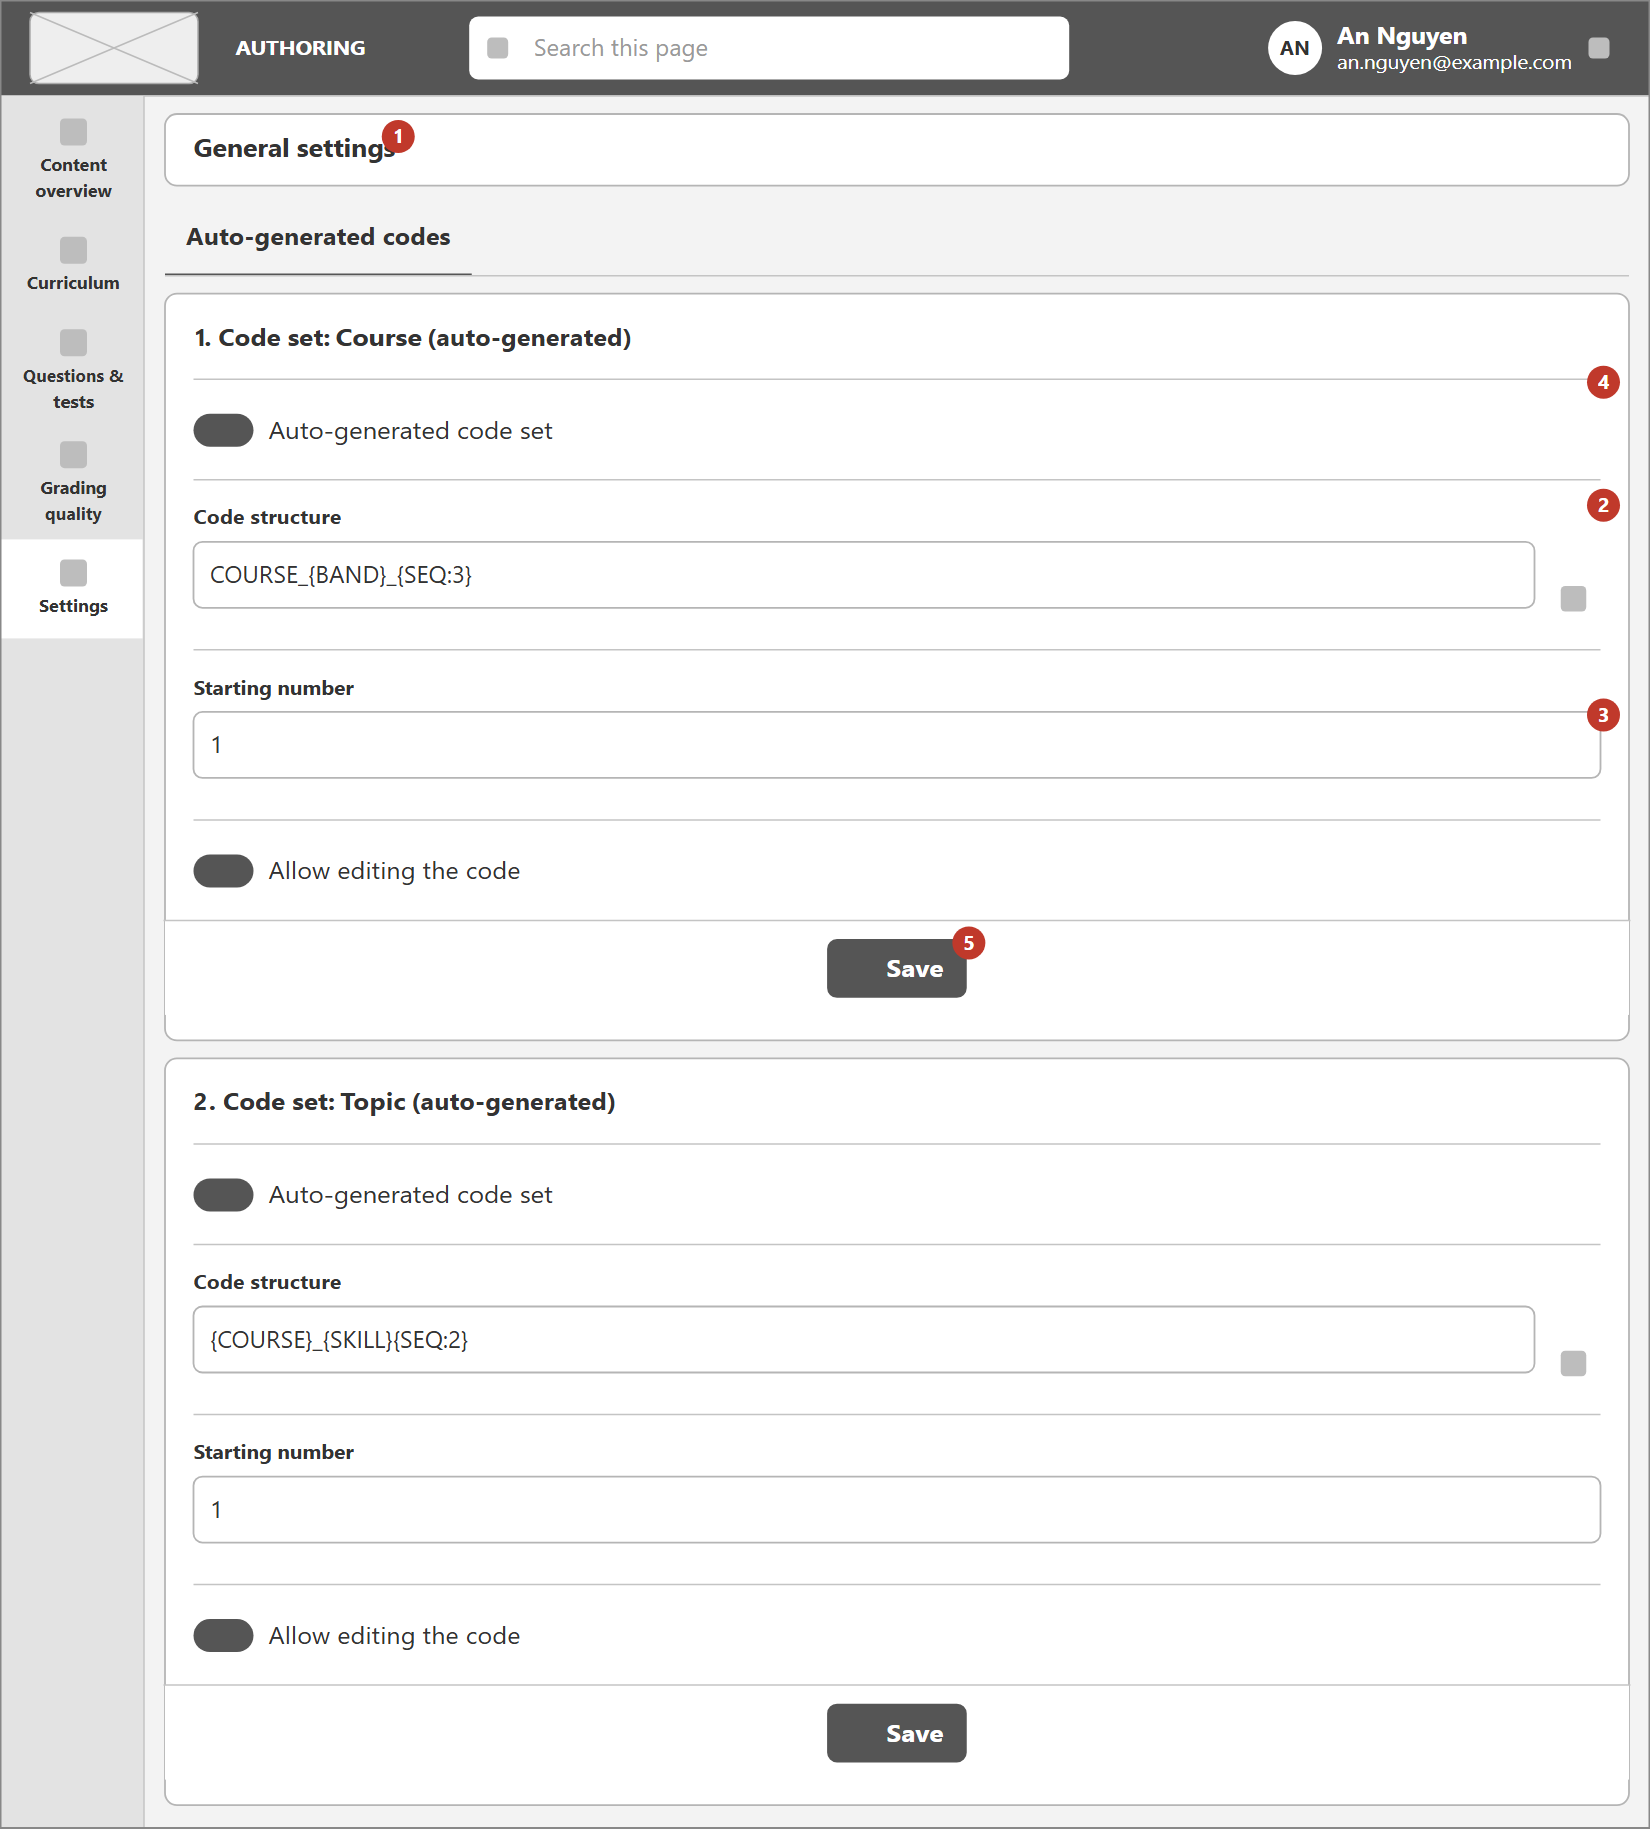 AUTHORING
Search this page
AN
An Nguyen
an.nguyen@example.com
Content
overview
Curriculum
Questions &
tests
Grading
quality
Settings
General settings
1
Auto-generated codes
1. Code set: Course (auto-generated)
4
Auto-generated code set
Code structure
2
COURSE_{BAND}_{SEQ:3}
Starting number
3
1
Allow editing the code
5
Save
2. Code set: Topic (auto-generated)
Auto-generated code set
Code structure
{COURSE}_{SKILL}{SEQ:2}
Starting number
1
Allow editing the code
Save